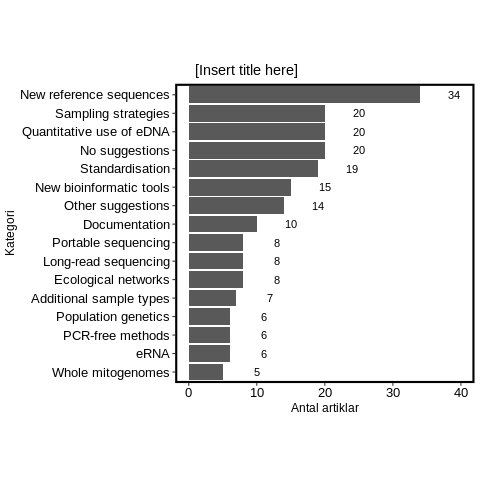 [Insert title here]
New reference sequences 34
Sampling strategies 20
Quantitative use of eDNA 20
No suggestions 20
Standardisation 19
New bioinformatic tools 15
Other suggestions 14
Documentation 10
Portable sequencing 8
Long-read sequencing 8
Ecological networks 8
Additional sample types 7
Population genetics 6
PCR-free methods 6
eRNA 6
Whole mitogenomes 5
Kategori
0 10 20 30 40
Antal artiklar